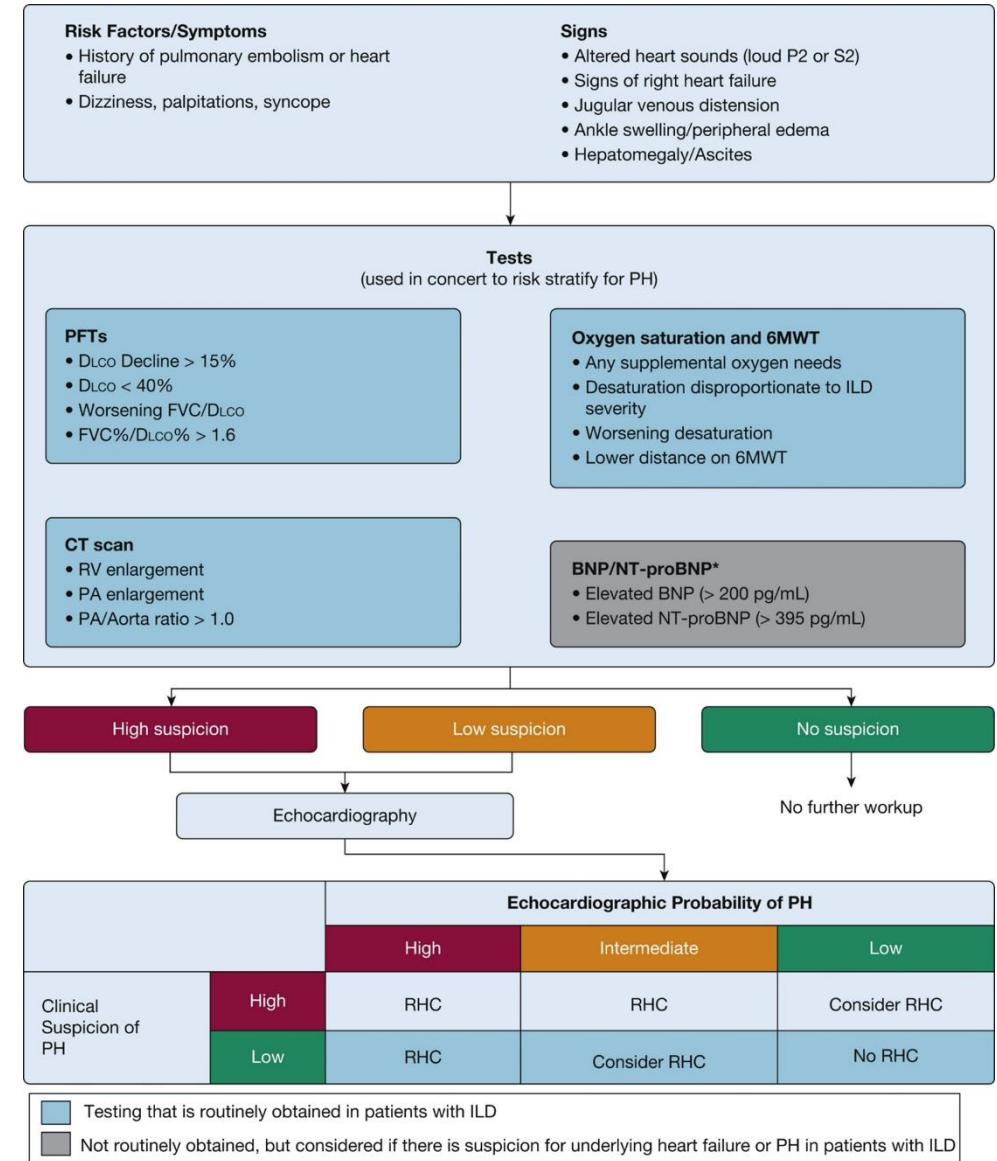 Risk Factors/Symptoms
• History of pulmonary embolism or heart
failure
• Dizziness, palpitations, syncope
Signs
• Altered heart sounds (loud P2 or S2)
• Signs of right heart failure
• Jugular venous distension
• Ankle swelling/peripheral edema
• Hepatomegaly/Ascites
Tests
(used in concert to risk stratify for PH)
PFTs
• DLCO Decline > 15%
• DLCO < 40%
• Worsening FVC/DLCO
• FVC%/DLCO% > 1.6
Oxygen saturation and 6MWT
• Any supplemental oxygen needs
• Desaturation disproportionate to ILD
severity
• Worsening desaturation
• Lower distance on 6MWT
CT scan
• RV enlargement
• PA enlargement
• PA/Aorta ratio > 1.0
BNP/NT-proBNP*
• Elevated BNP (> 200 pg/mL)
• Elevated NT-proBNP (> 395 pg/mL)
High suspicion
Low suspicion
No suspicion
Echocardiography
No further workup
Echocardiographic Probability of PH
High
Intermediate
Low
Clinical
Suspicion of
PH
High
RHC
RHC
Consider RHC
Low
RHC
Consider RHC
No RHC
Testing that is routinely obtained in patients with ILD
Not routinely obtained, but considered if there is suspicion for underlying heart failure or PH in patients with ILD